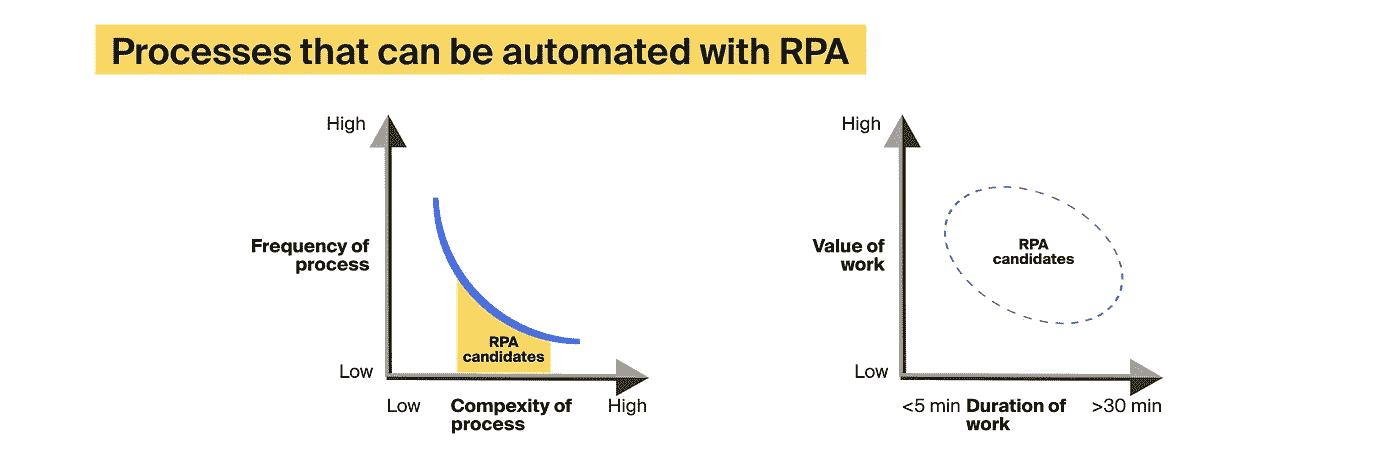 Processes that can be automated with RPA
High
Frequency of
process
RPA
candidates
Low
Low
Compexity of
process
High
High
Value of
work
RPA
candidates
Low
<5 min
Duration of
work
>30 min